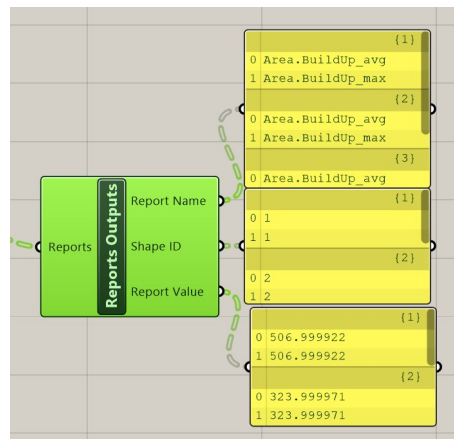 {1}
0 Area.BuildUp_avg
1 Area.BuildUp_max
{2}
0 Area.BuildUp_avg
1 Area.BuildUp_max
{3}
0 Area.BuildUp_avg
Reports
Reports Outputs
Report Name
Shape ID
Report Value
{1}
0 1
1 1
{2}
0 2
1 2
{1}
0 506.999922
1 506.999922
{2}
0 323.999971
1 323.999971